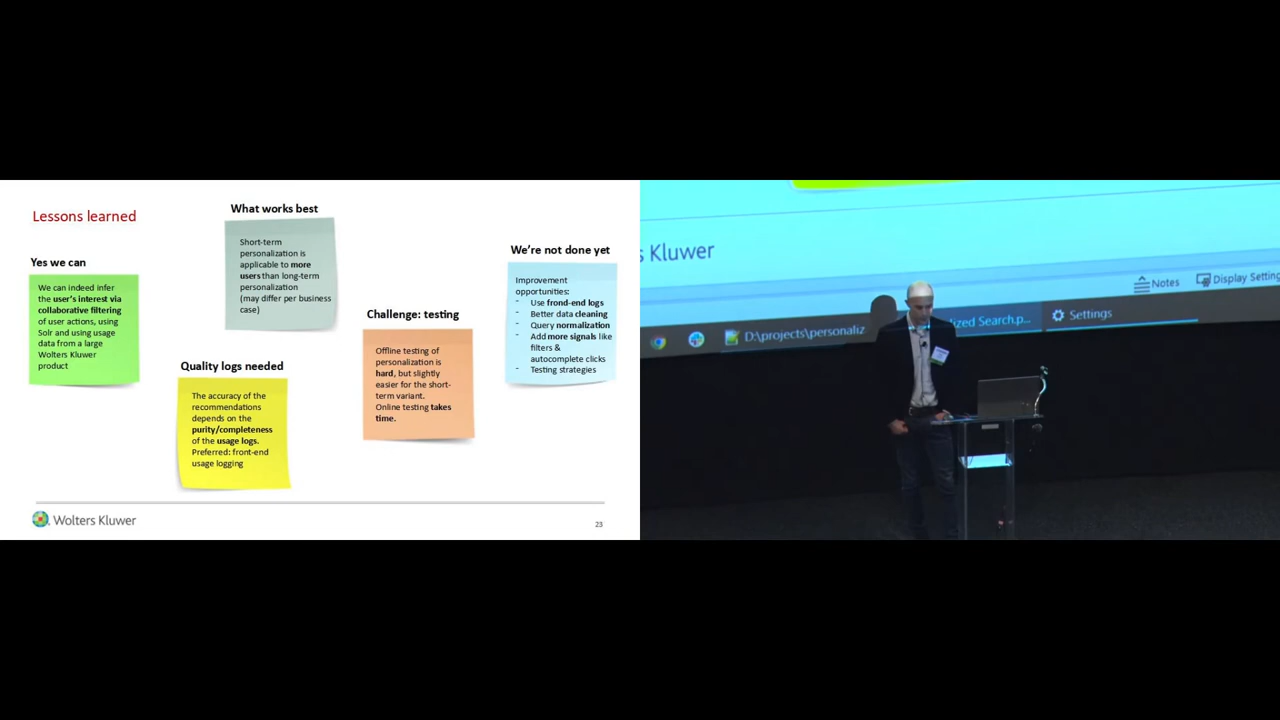 Lessons learned
Yes we can
We can indeed infer
the user's interest via
collaborative filtering
of user actions, using
Solr and using usage
data from a large
Wolters Kluwer
product
What works best
Short-term
personalization is
applicable to more
users than long-term
personalization
(may differ per business
case)
Quality logs needed
The accuracy of the
recommendations
depends on the
purity/completeness
of the usage logs.
Preferred: front-end
usage logging
Challenge: testing
Offline testing of
personalization is
hard, but slightly
easier for the short-
term variant.
Online testing takes
time.
We're not done yet
Improvement
opportunities:
- Use frond-end logs
- Better data cleaning
- Query normalization
- Add more signals like
filters &
autocomplete clicks
- Testing strategies
Wolters Kluwer
23
s Kluwer
Notes
Display Setting
D:\projects\personaliz
ized Search.p...
Settings